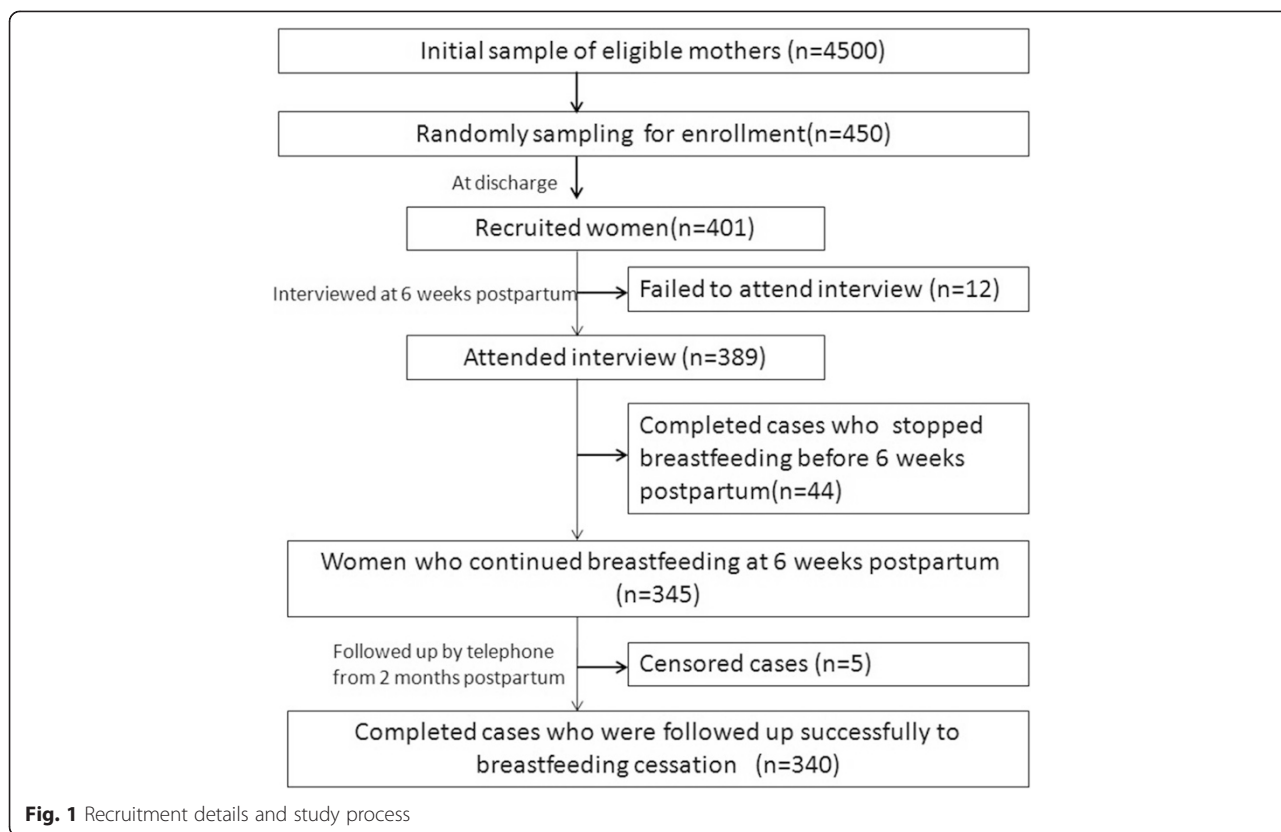 Initial sample of eligible mothers (n=4500)
Randomly sampling for enrollment(n=450)
At discharge
Recruited women(n=401)
Interviewed at 6 weeks postpartum
Failed to attend interview (n=12)
Attended interview (n=389)
Completed cases who stopped
breastfeeding before 6 weeks
postpartum(n=44)
Women who continued breastfeeding at 6 weeks postpartum
(n=345)
Followed up by telephone
from 2 months postpartum
Censored cases (n=5)
Completed cases who were followed up successfully to
breastfeeding cessation (n=340)
Fig. 1 Recruitment details and study process